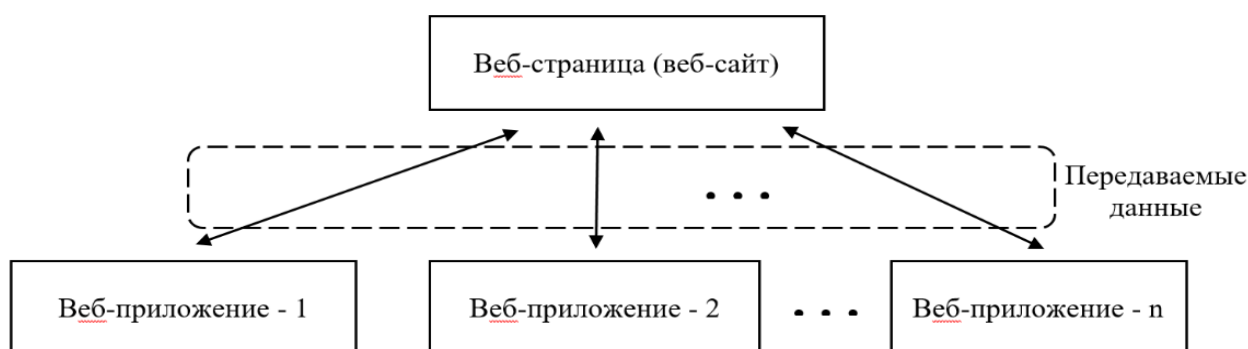 Веб-страница (веб-сайт)
Передаваемые
данные
Веб-приложение - 1
Веб-приложение - 2
Веб-приложение - n